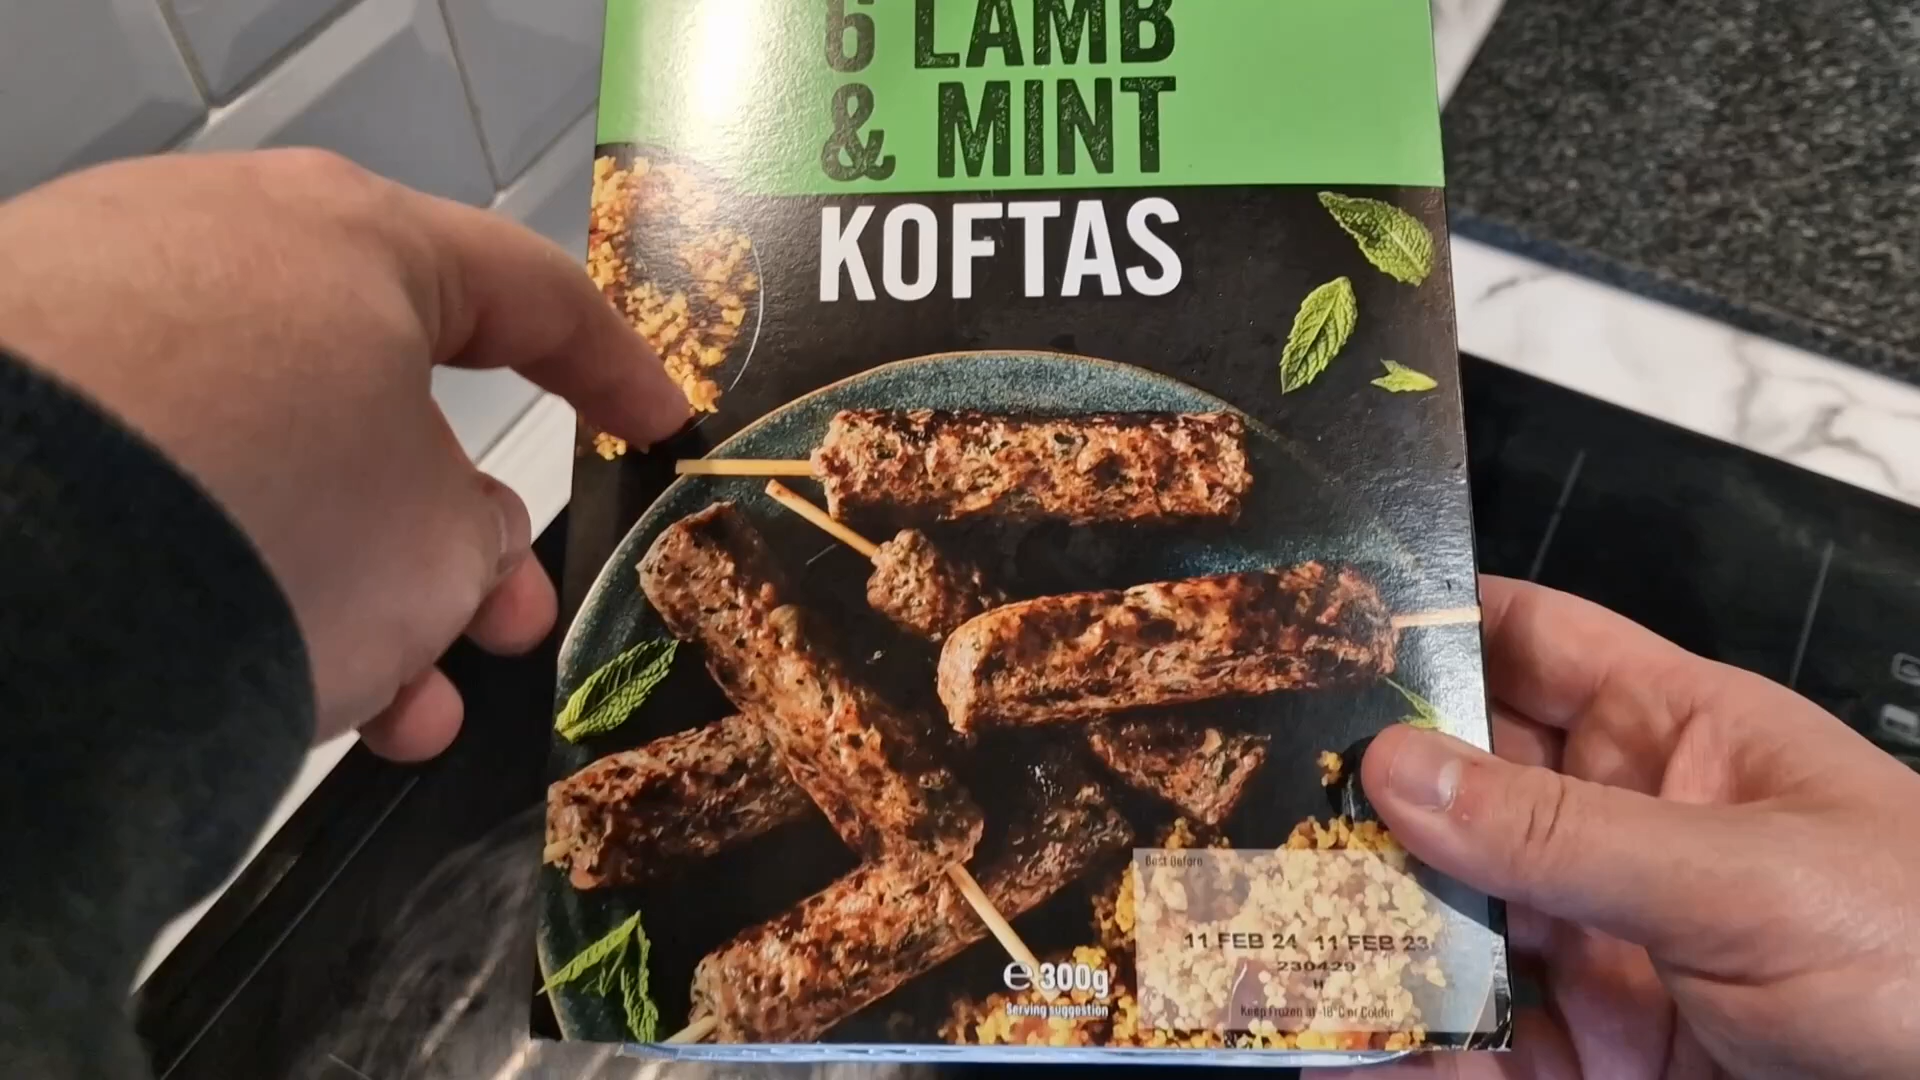 6 LAMB
& MINT
KOFTAS
Best Before
11 FEB 24 11 FEB 23
230429
H
Keep Frozen at -18°C or Colder
℮ 300g
Serving suggestion